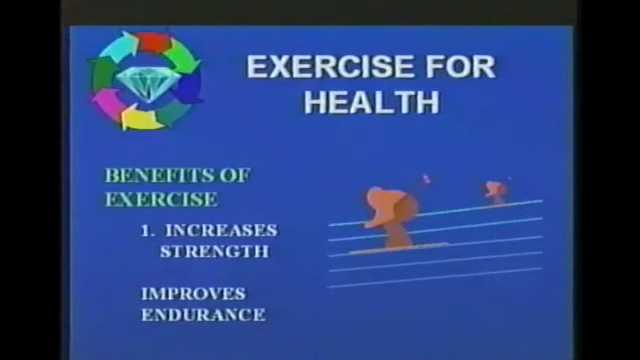 EXERCISE FOR
HEALTH
BENEFITS OF
EXERCISE
1. INCREASES
STRENGTH
IMPROVES
ENDURANCE